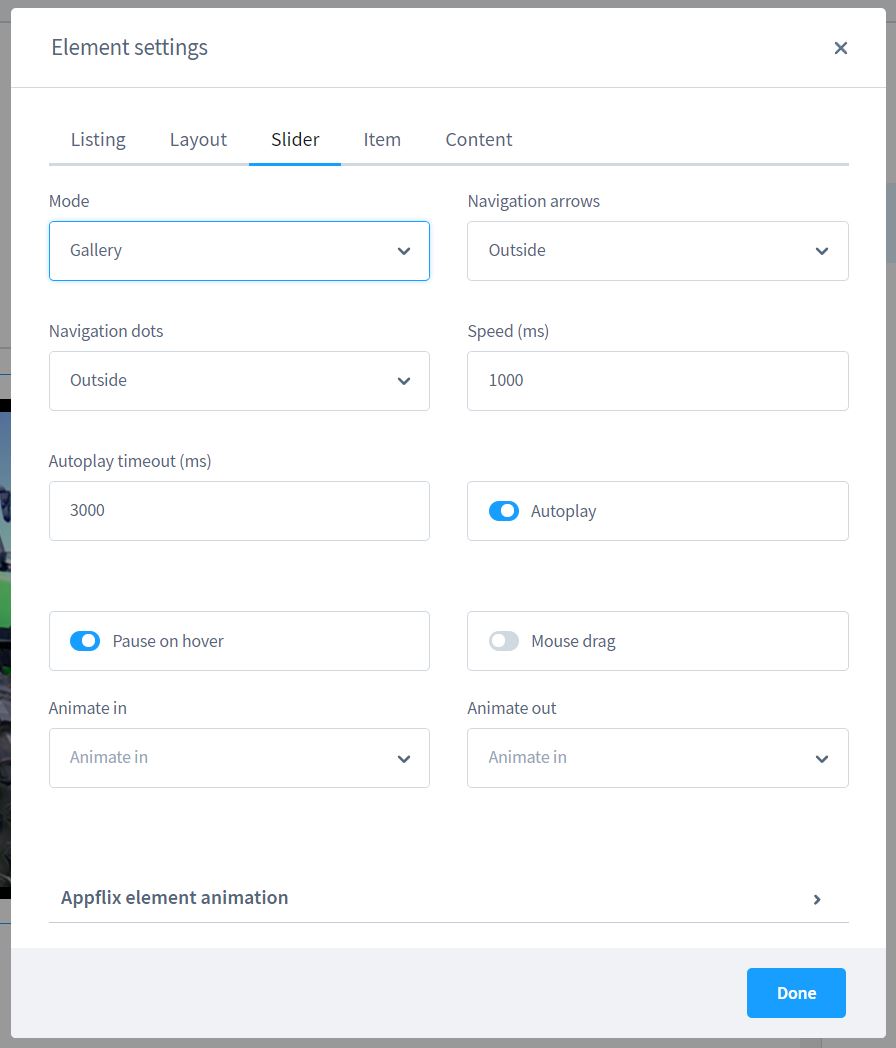 Element settings
Listing Layout Slider Item Content
Mode Navigation arrows
Gallery Outside
Navigation dots Speed (ms)
Outside 1000
Autoplay timeout (ms)
3000 Autoplay
Pause on hover Mouse drag
Animate in Animate out
Animate in Animate in
Appflix element animation
Done